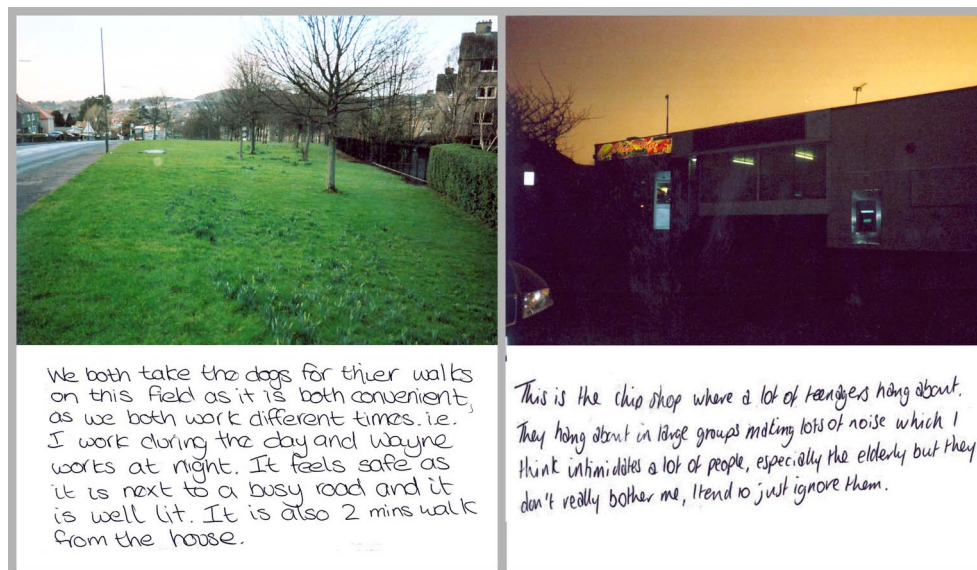 We both take the dogs for thier walks
on this field as it is both convenient,
as we both work different times. i.e.
I work during the day and Wayne
works at night. It feels safe as
it is next to a busy road and it
is well lit. It is also 2 mins walk
from the house.
This is the chip shop where a lot of teenagers hang about.
They hang about in large groups making lots of noise which I
think intimidates a lot of people, especially the elderly but they
don't really bother me, I tend to just ignore them.